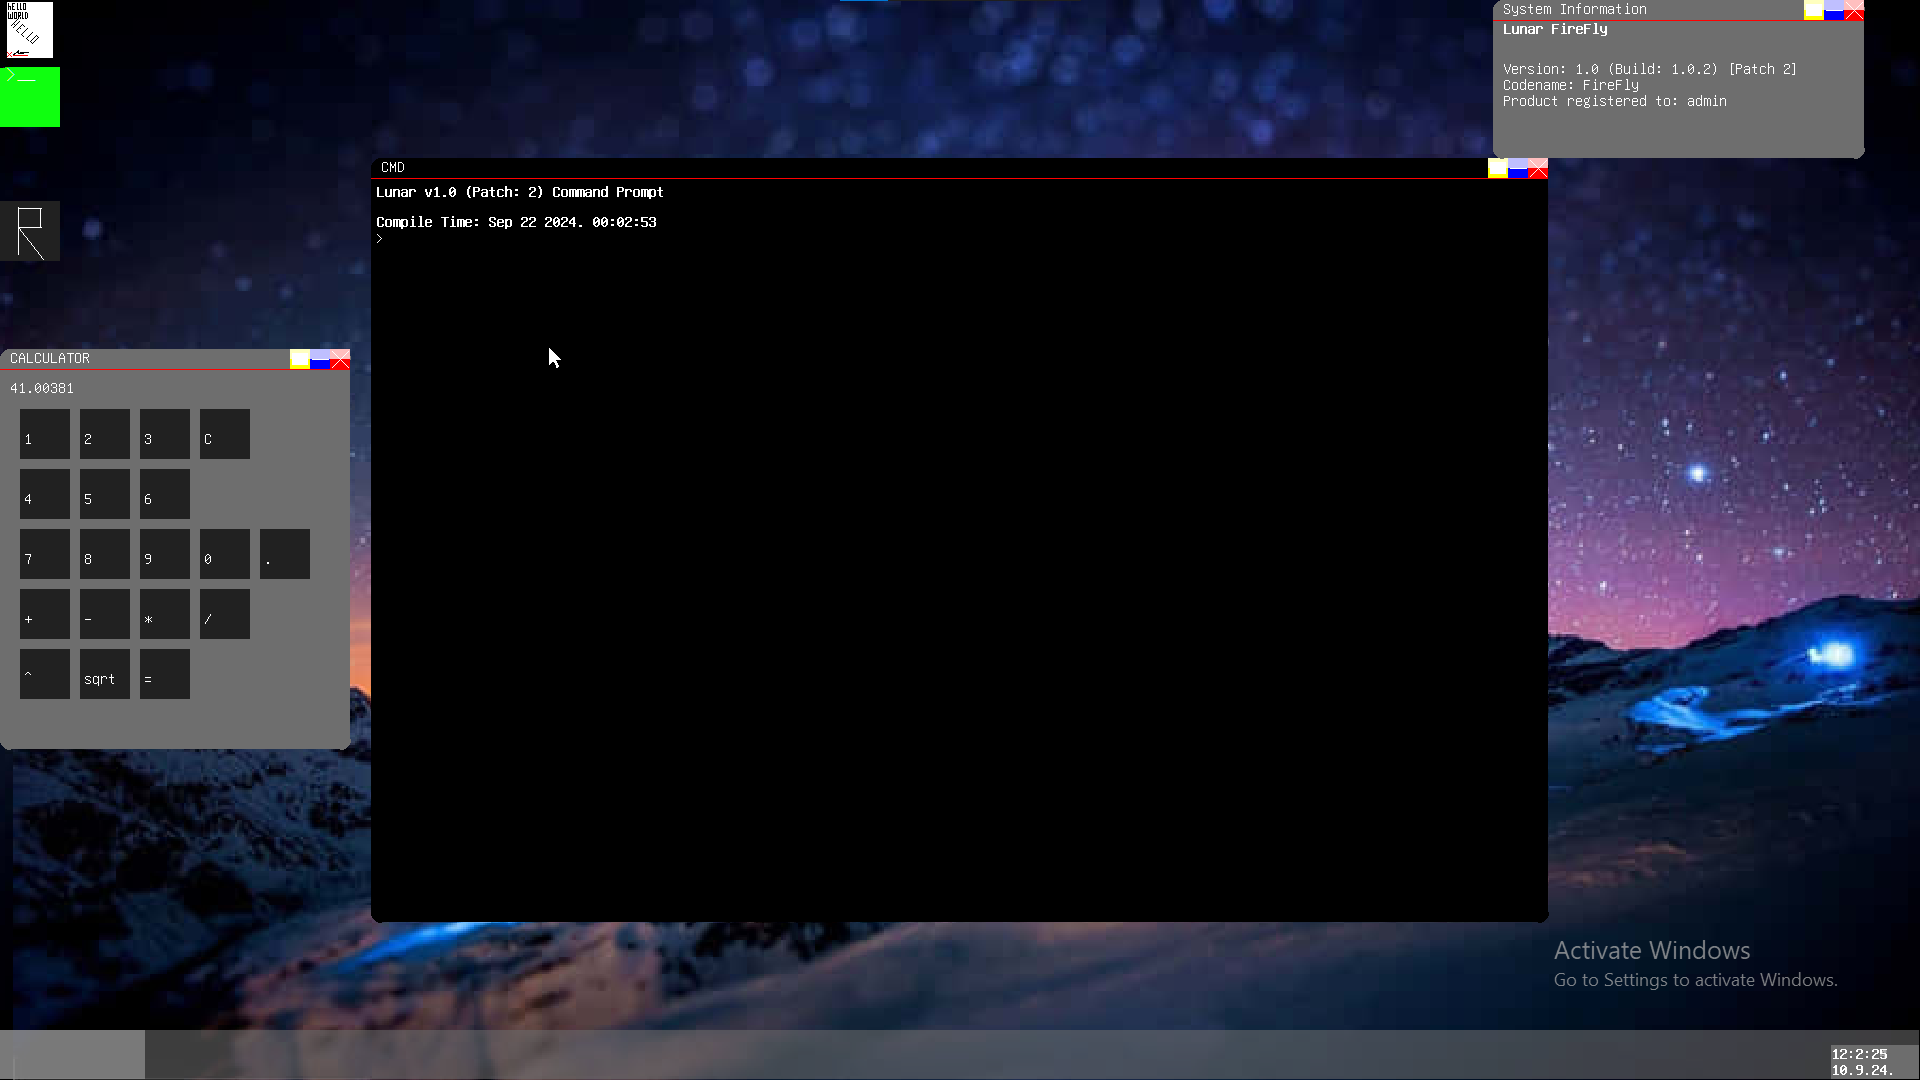 HELLO
WORLD
HELLO
>_
R
System Information
Lunar FireFly
Version: 1.0 (Build: 1.0.2) [Patch 2]
Codename: FireFly
Product registered to: admin
CMD
Lunar v1.0 (Patch: 2) Command Prompt
Compile Time: Sep 22 2024. 00:02:53
>
CALCULATOR
41.00381
1 2 3 C
4 5 6
7 8 9 0 .
+ - * /
^ sqrt =
Activate Windows
Go to Settings to activate Windows.
12:2:25
10.9.24.